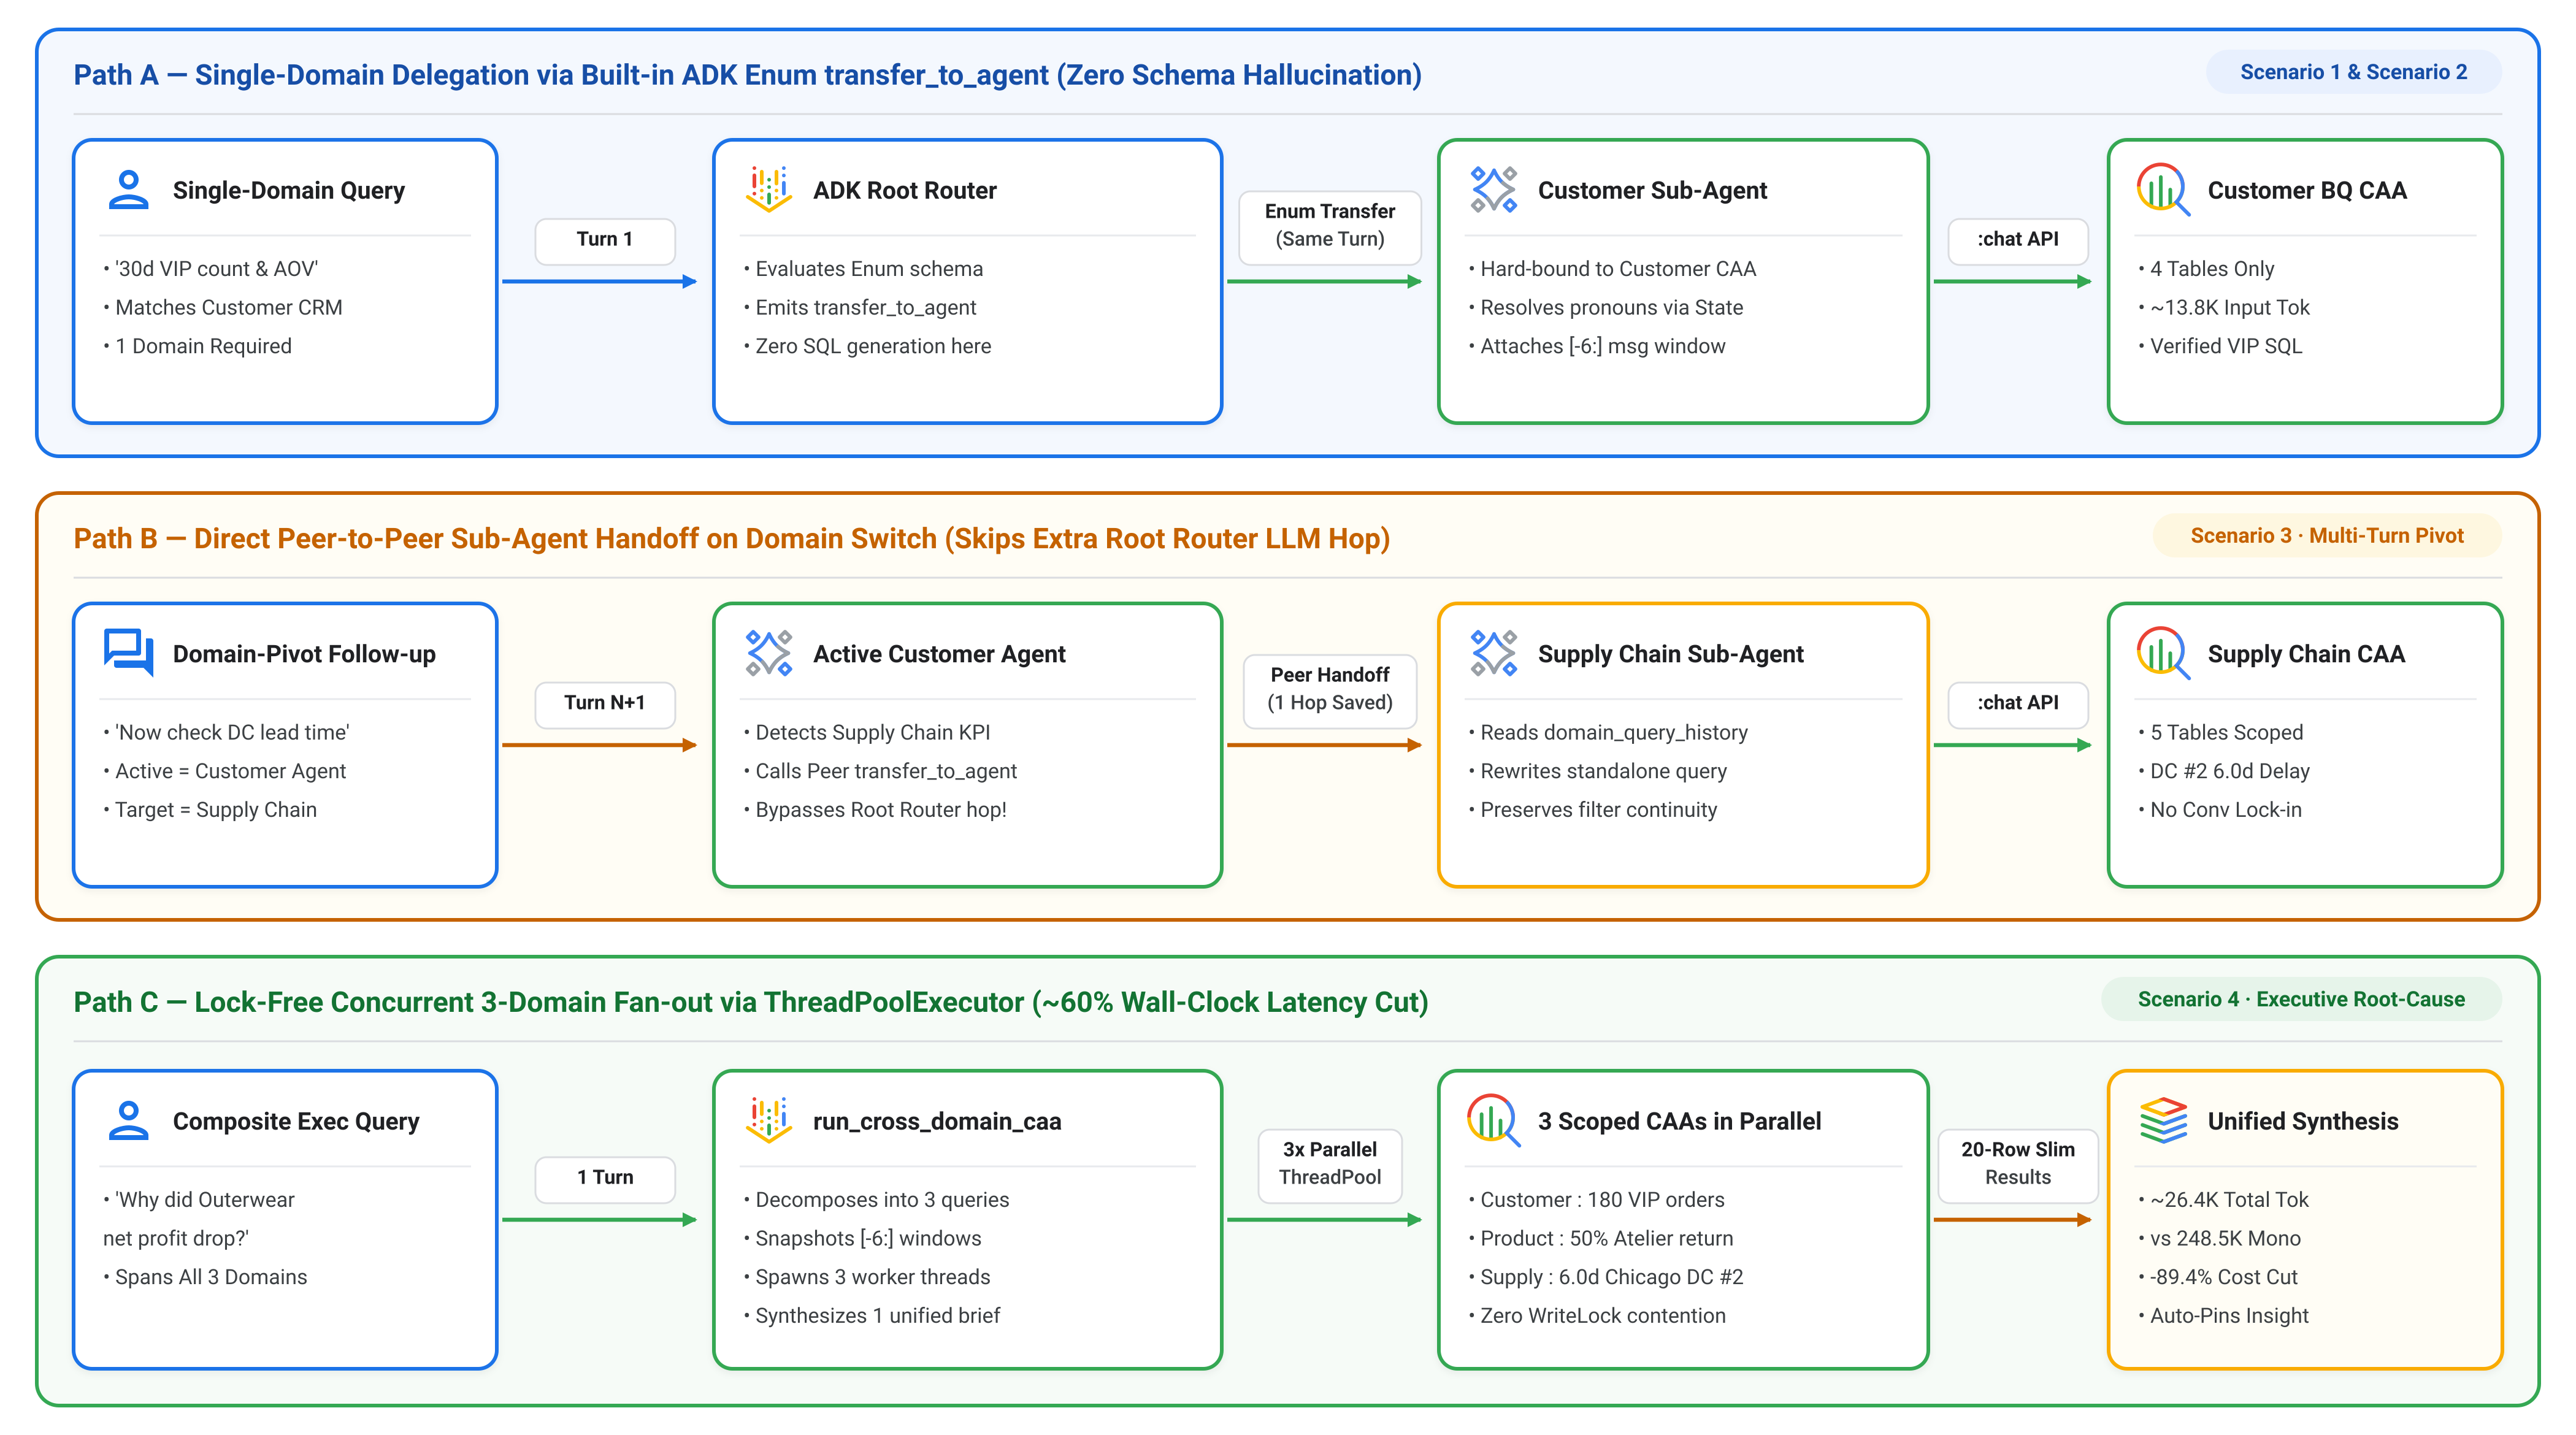 Path A — Single-Domain Delegation via Built-in ADK Enum transfer_to_agent (Zero Schema Hallucination)
Scenario 1 & Scenario 2
Single-Domain Query
• '30d VIP count & AOV'
• Matches Customer CRM
• 1 Domain Required
Turn 1
ADK Root Router
• Evaluates Enum schema
• Emits transfer_to_agent
• Zero SQL generation here
Enum Transfer
(Same Turn)
Customer Sub-Agent
• Hard-bound to Customer CAA
• Resolves pronouns via State
• Attaches [-6:] msg window
:chat API
Customer BQ CAA
• 4 Tables Only
• ~13.8K Input Tok
• Verified VIP SQL
Path B — Direct Peer-to-Peer Sub-Agent Handoff on Domain Switch (Skips Extra Root Router LLM Hop)
Scenario 3 · Multi-Turn Pivot
Domain-Pivot Follow-up
• 'Now check DC lead time'
• Active = Customer Agent
• Target = Supply Chain
Turn N+1
Active Customer Agent
• Detects Supply Chain KPI
• Calls Peer transfer_to_agent
• Bypasses Root Router hop!
Peer Handoff
(1 Hop Saved)
Supply Chain Sub-Agent
• Reads domain_query_history
• Rewrites standalone query
• Preserves filter continuity
:chat API
Supply Chain CAA
• 5 Tables Scoped
• DC #2 6.0d Delay
• No Conv Lock-in
Path C — Lock-Free Concurrent 3-Domain Fan-out via ThreadPoolExecutor (~60% Wall-Clock Latency Cut)
Scenario 4 · Executive Root-Cause
Composite Exec Query
• 'Why did Outerwear
net profit drop?'
• Spans All 3 Domains
1 Turn
run_cross_domain_caa
• Decomposes into 3 queries
• Snapshots [-6:] windows
• Spawns 3 worker threads
• Synthesizes 1 unified brief
3x Parallel
ThreadPool
3 Scoped CAAs in Parallel
• Customer : 180 VIP orders
• Product : 50% Atelier return
• Supply : 6.0d Chicago DC #2
• Zero WriteLock contention
20-Row Slim
Results
Unified Synthesis
• ~26.4K Total Tok
• vs 248.5K Mono
• -89.4% Cost Cut
• Auto-Pins Insight